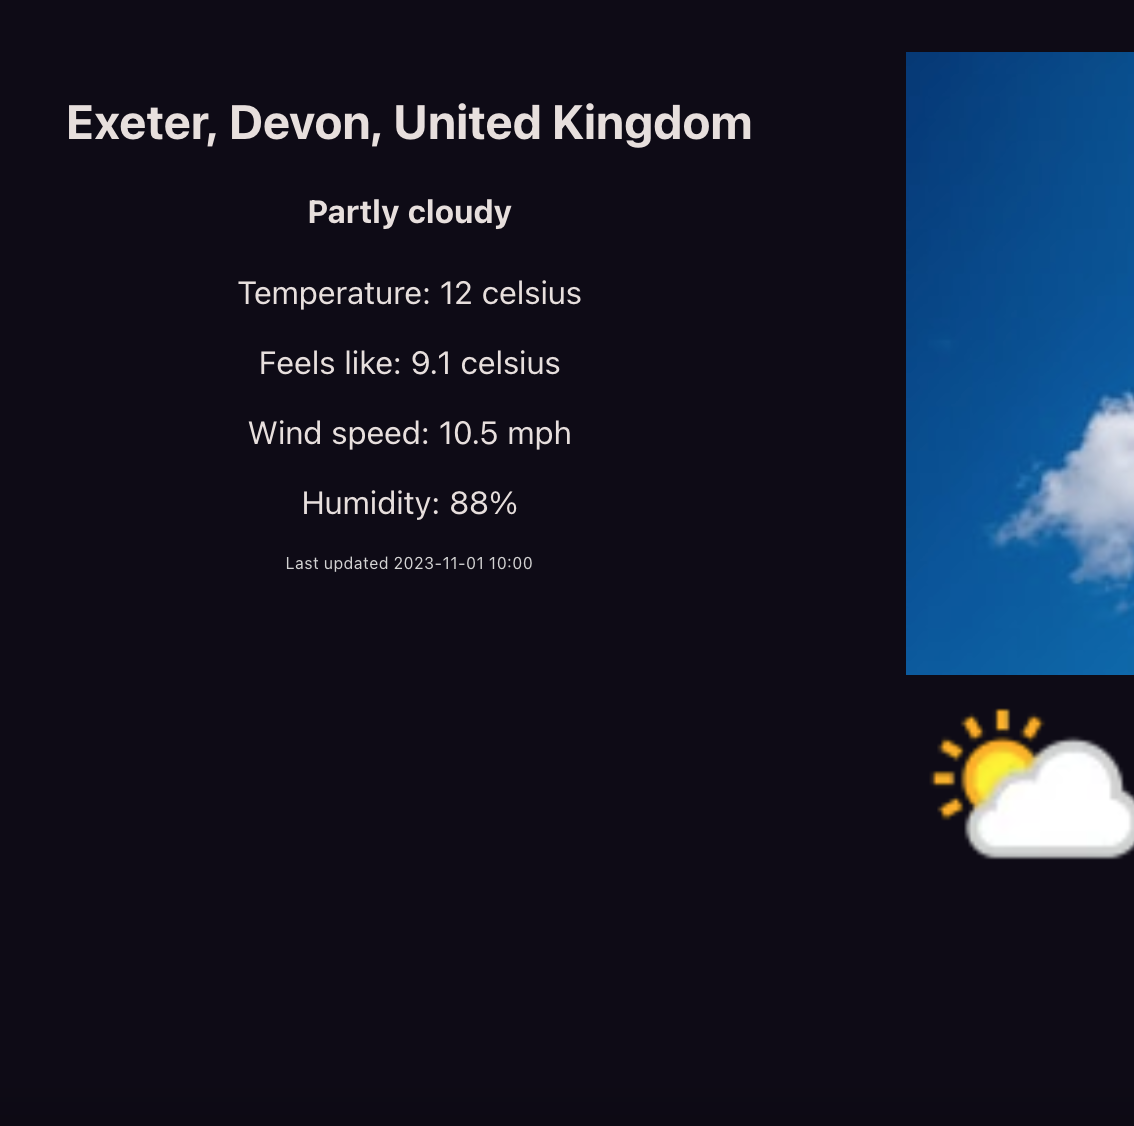 Exeter, Devon, United Kingdom
Partly cloudy
Temperature: 12 celsius
Feels like: 9.1 celsius
Wind speed: 10.5 mph
Humidity: 88%
Last updated 2023-11-01 10:00